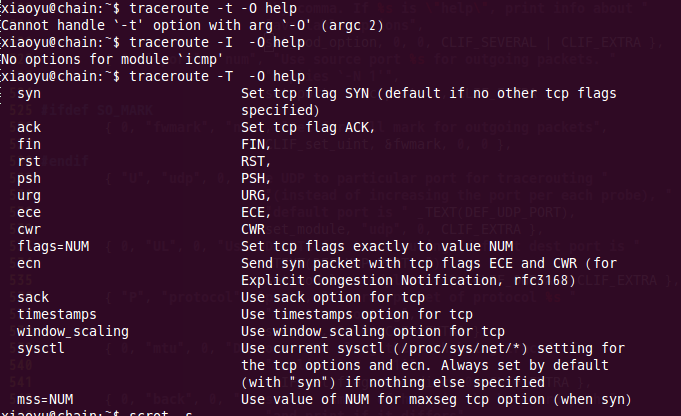 xiaoyu@chain:~$ traceroute -t -O help
Cannot handle `-t' option with arg `-O' (argc 2)
xiaoyu@chain:~$ traceroute -I  -O help
No options for module `icmp'
xiaoyu@chain:~$ traceroute -T  -O help
syn Set tcp flag SYN (default if no other tcp flags
specified)
ack Set tcp flag ACK,
fin FIN,
rst RST,
psh PSH,
urg URG,
ece ECE,
cwr CWR
flags=NUM Set tcp flags exactly to value NUM
ecn Send syn packet with tcp flags ECE and CWR (for
Explicit Congestion Notification, rfc3168)
sack Use sack option for tcp
timestamps Use timestamps option for tcp
window_scaling Use window_scaling option for tcp
sysctl Use current sysctl (/proc/sys/net/*) setting for
the tcp options and ecn. Always set by default
(with "syn") if nothing else specified
mss=NUM Use value of NUM for maxseg tcp option (when syn)
xiaoyu@chain:~$ scrot -s